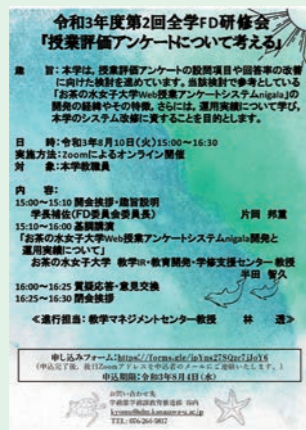 令和3年度第2回全学FD研修会
「授業評価アンケートについて考える」
趣　　旨：本学は，授業評価アンケートの設問項目や回答率の改善
に向けた検討を進めています。当該検討で参考としている
「お茶の水女子大学Web授業アンケートシステムnigala」の
開発の経緯やその特徴，さらには，運用実績について学び，
本学のシステム改修に資することを目的とします。
日　　時：令和3年8月10日（火）15:00～16:30
実施方法：Zoomによるオンライン開催
対　　象：本学教職員
内　　容：
15:00～15:10 開会挨拶・趣旨説明
学長補佐（FD委員会委員長）　片岡　邦重
15:10～16:00 基調講演
「お茶の水女子大学Web授業アンケートシステムnigala開発と
運用実績について」
お茶の水女子大学　教学IR・教育開発・学修支援センター 教授
半田　智久
16:00～16:25 質疑応答・意見交換
16:25～16:30 閉会挨拶
≪進行担当：教学マネジメントセンター教授　　林　　透≫
申し込みフォーム：https://forms.gle/
申込期限：令和3年8月4日（水）
お問い合わせ先
TEL: 076-264-5817